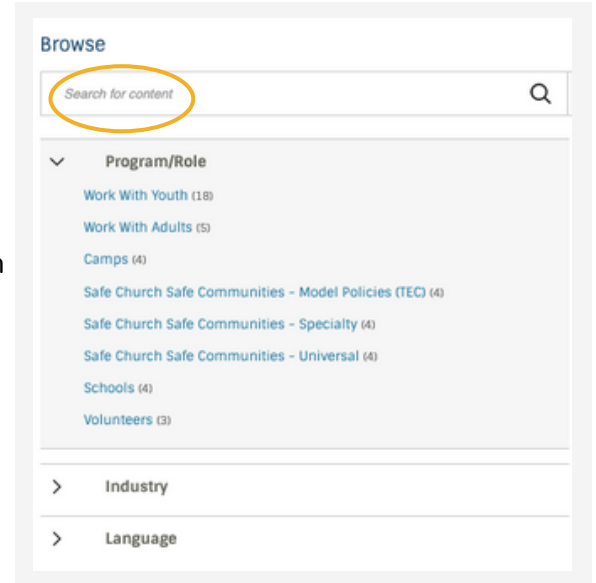 Browse
Search for content
Program/Role
Work With Youth (18)
Work With Adults (5)
Camps (4)
Safe Church Safe Communities - Model Policies (TEC) (4)
Safe Church Safe Communities - Specialty (4)
Safe Church Safe Communities - Universal (4)
Schools (4)
Volunteers (3)
Industry
Language